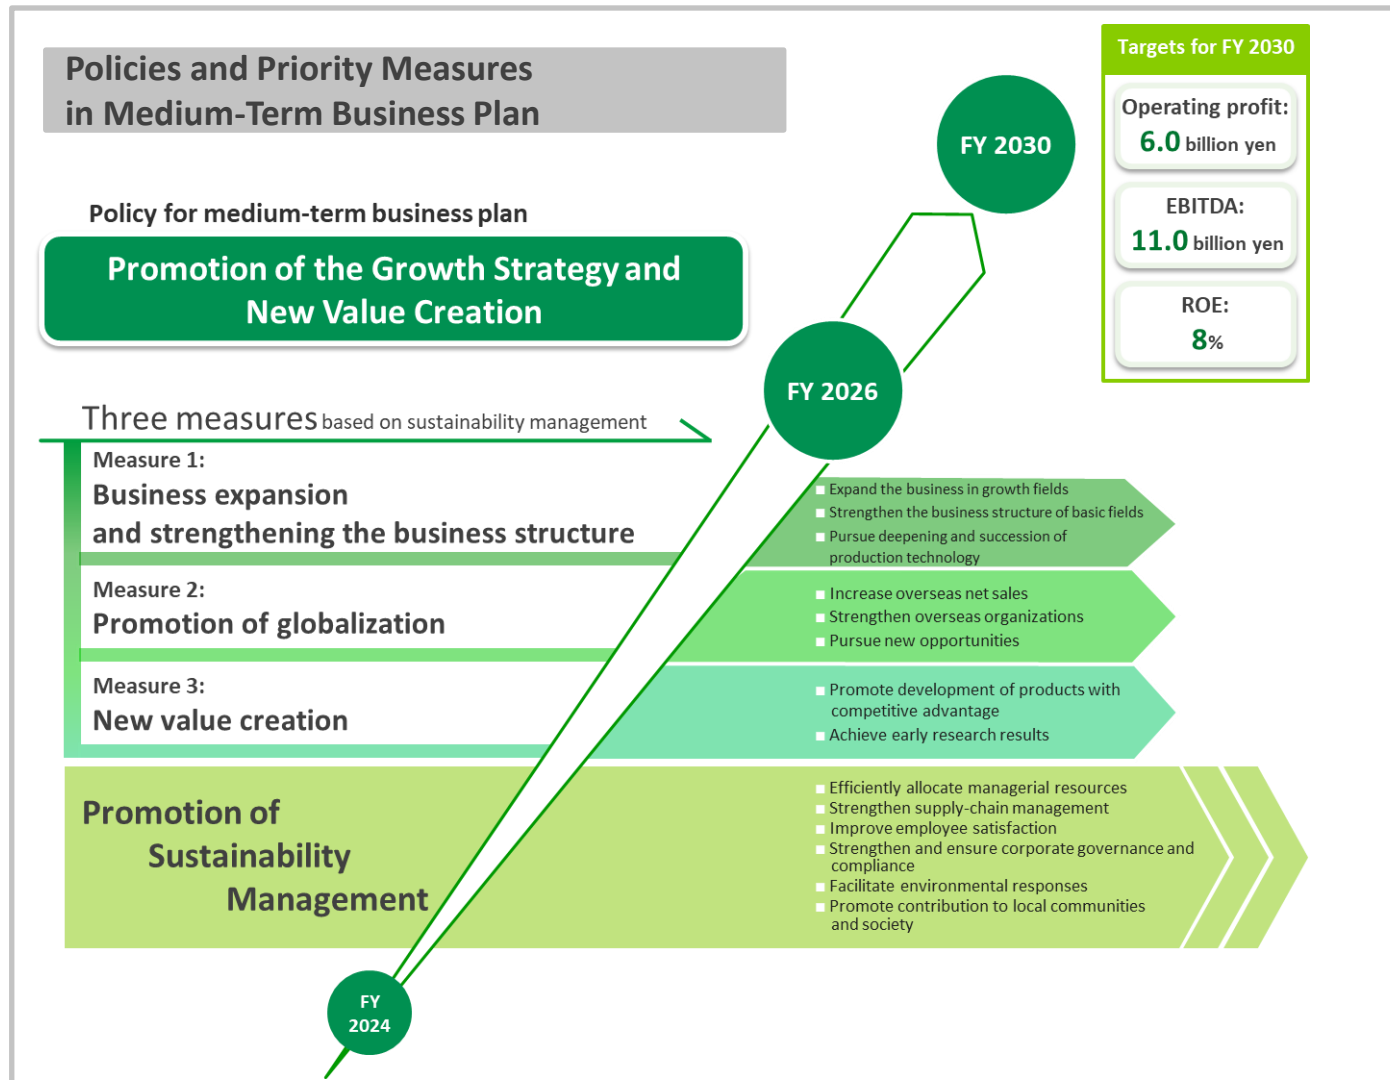 Policies and Priority Measures
in Medium-Term Business Plan
Policy for medium-term business plan
Promotion of the Growth Strategy and
New Value Creation
Three measures based on sustainability management
Measure 1:
Business expansion
and strengthening the business structure
Expand the business in growth fields
Strengthen the business structure of basic fields
Pursue deepening and succession of
production technology
Measure 2:
Promotion of globalization
Increase overseas net sales
Strengthen overseas organizations
Pursue new opportunities
Measure 3:
New value creation
Promote development of products with
competitive advantage
Achieve early research results
Promotion of
Sustainability
Management
Efficiently allocate managerial resources
Strengthen supply-chain management
Improve employee satisfaction
Strengthen and ensure corporate governance and
compliance
Facilitate environmental responses
Promote contribution to local communities
and society
FY
2024
FY 2026
FY 2030
Targets for FY 2030
Operating profit:
6.0 billion yen
EBITDA:
11.0 billion yen
ROE:
8%